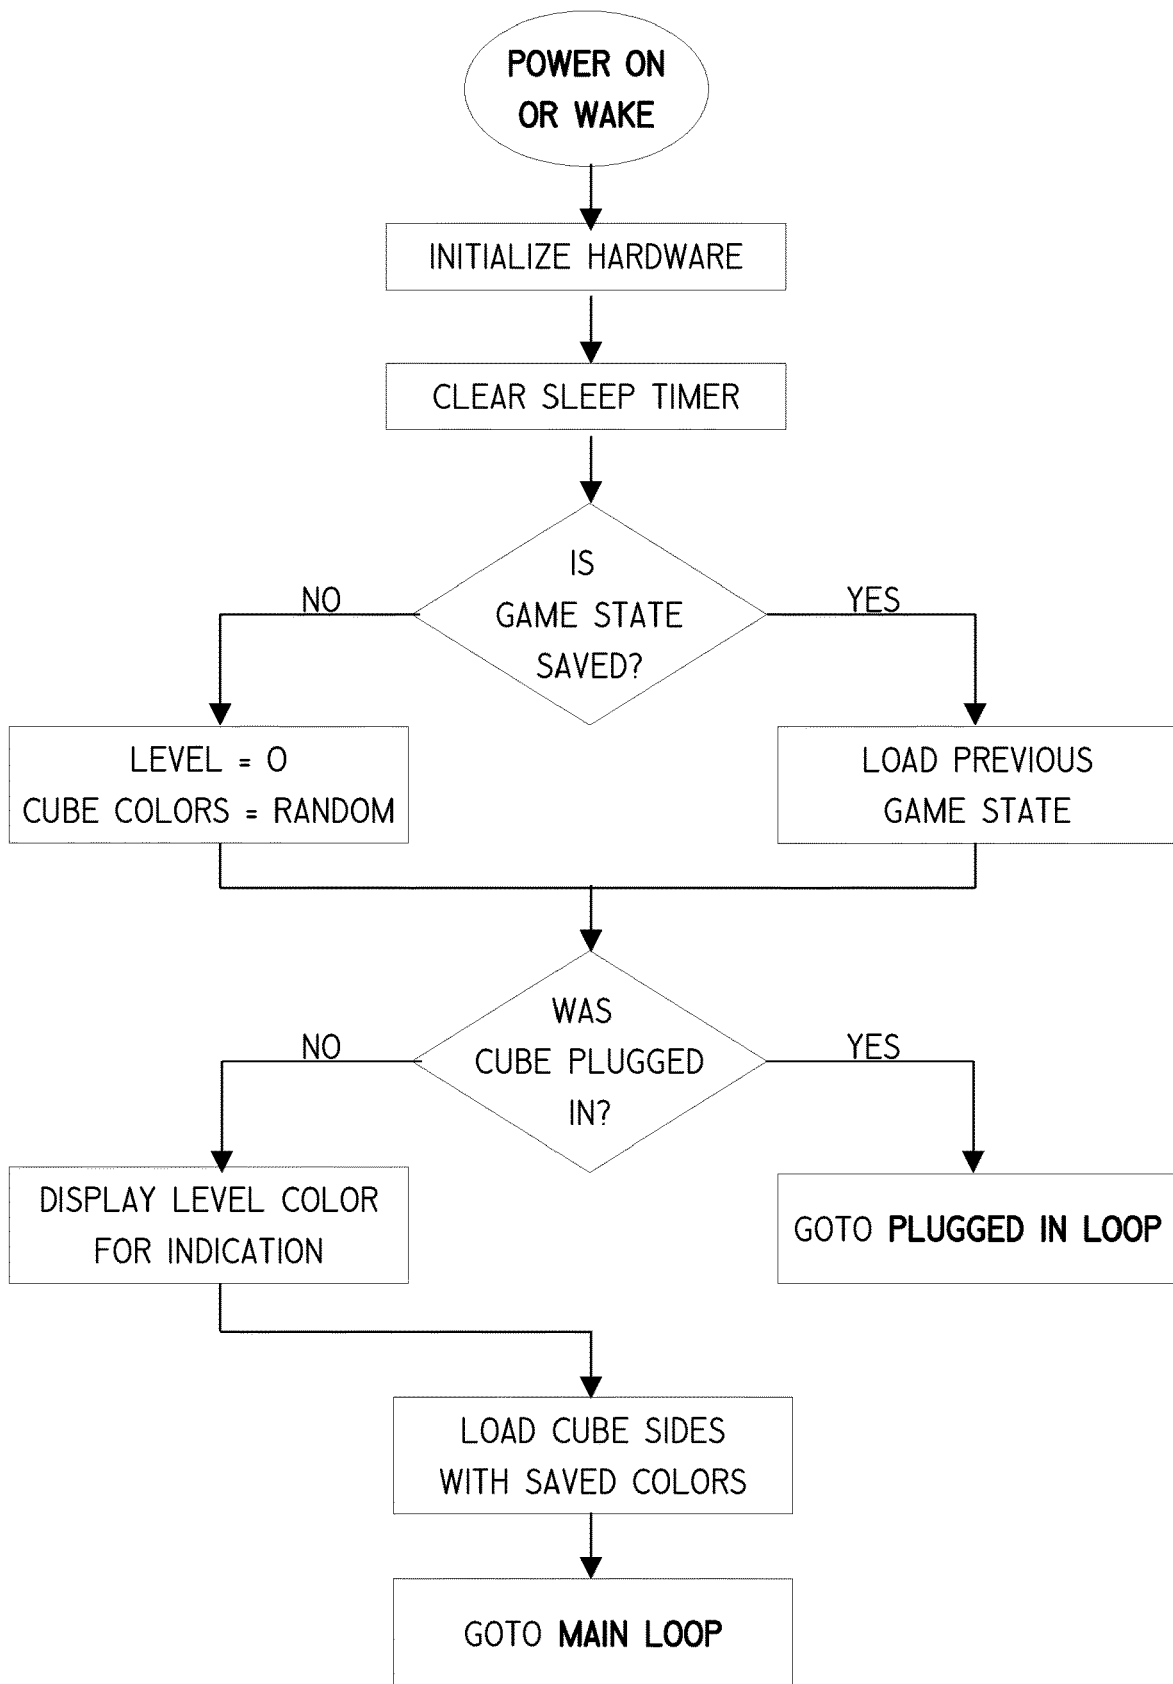 POWER ON
OR WAKE
INITIALIZE HARDWARE
CLEAR SLEEP TIMER
IS
GAME STATE
SAVED?
NO
YES
LEVEL = 0
CUBE COLORS = RANDOM
LOAD PREVIOUS
GAME STATE
WAS
CUBE PLUGGED
IN?
NO
YES
DISPLAY LEVEL COLOR
FOR INDICATION
GOTO PLUGGED IN LOOP
LOAD CUBE SIDES
WITH SAVED COLORS
GOTO MAIN LOOP